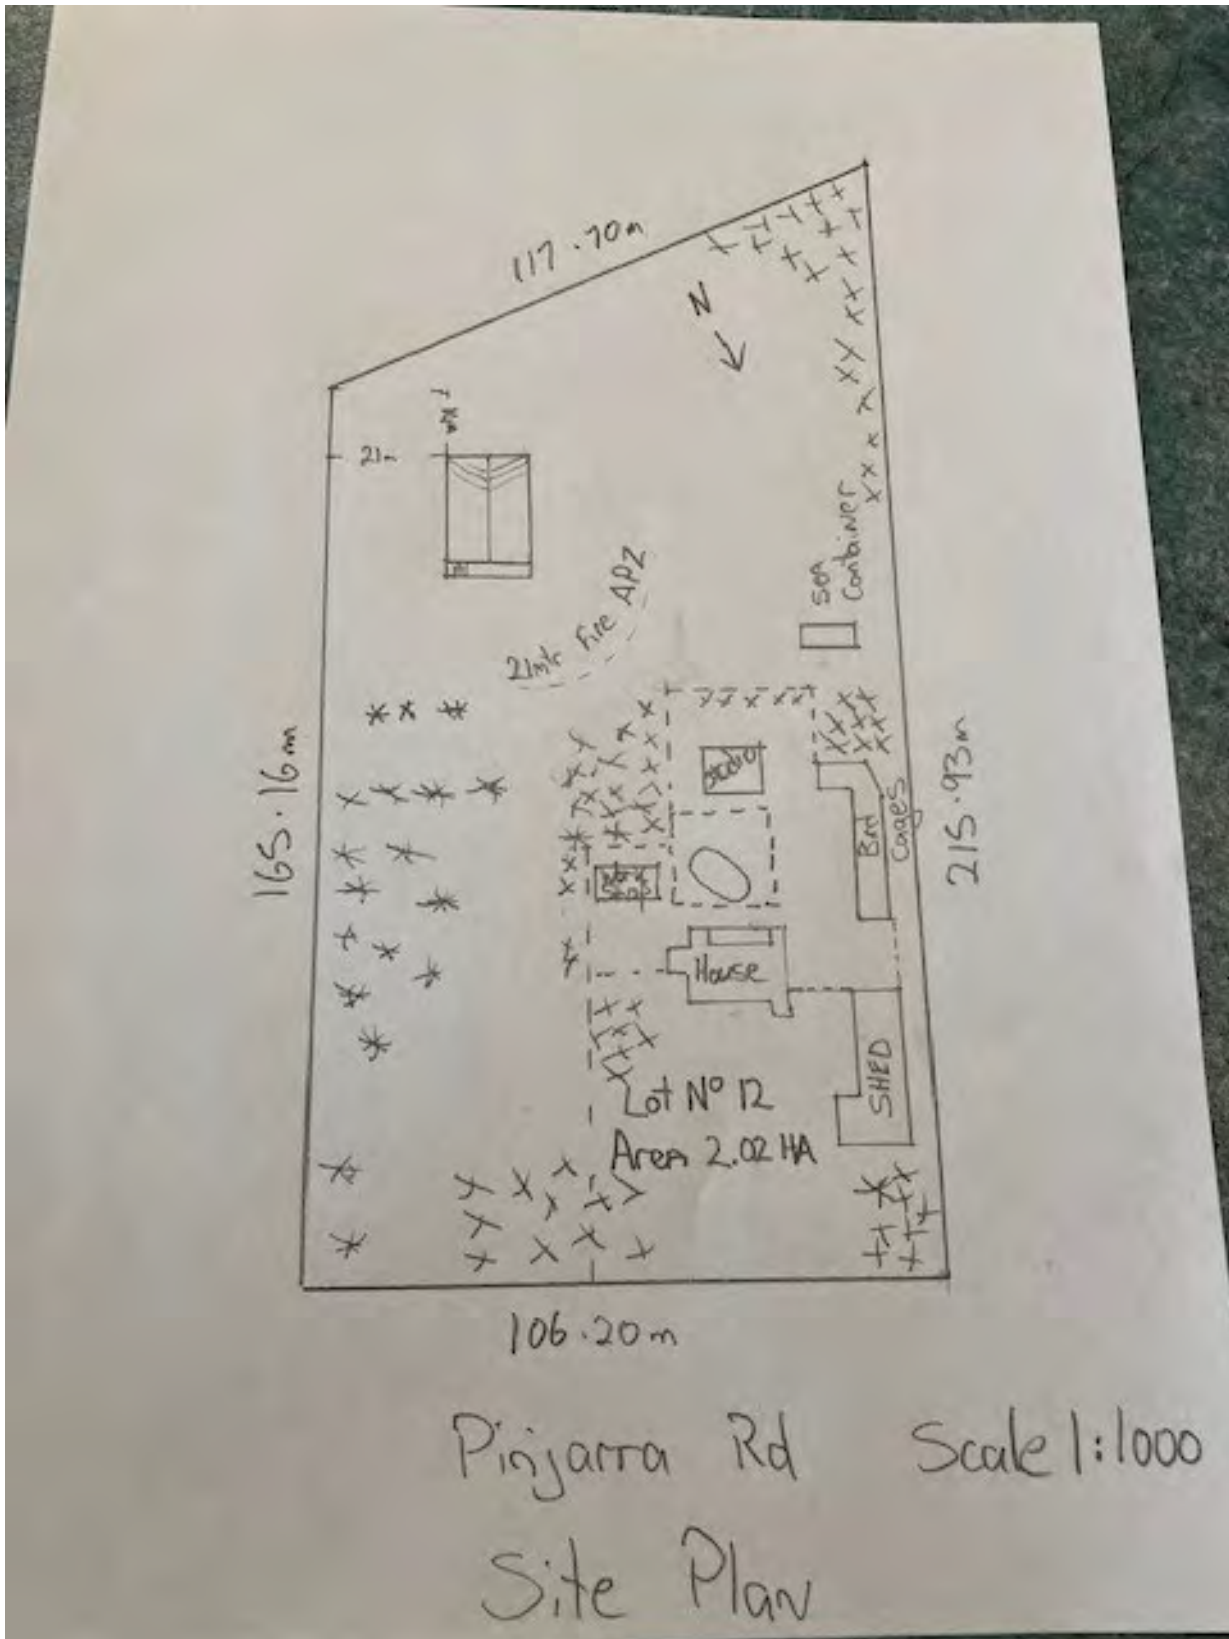 117.70m
N
21m
Sea
Container
21mtr Fire APZ
165.16m
215.93m
Studio
Bird
Cages
House
SHED
Lot Nº 12
Area 2.02 HA
106.20m
Pinjarra Rd
Scale 1:1000
Site Plan